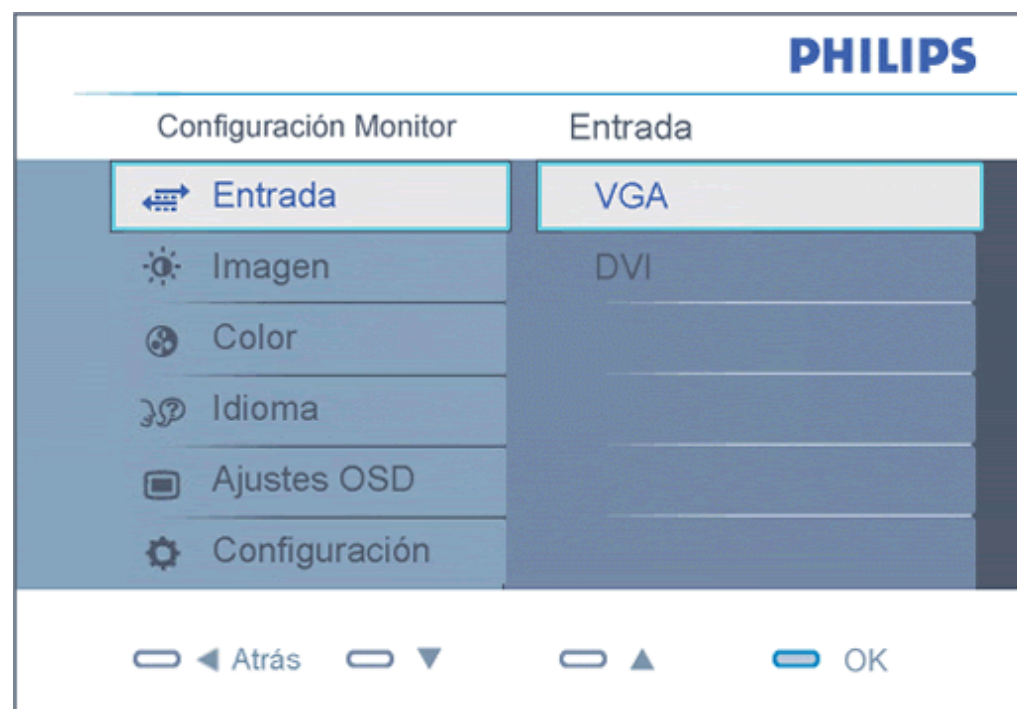 PHILIPS
Configuración Monitor Entrada
Entrada VGA
Imagen DVI
Color
Idioma
Ajustes OSD
Configuración
Atrás OK